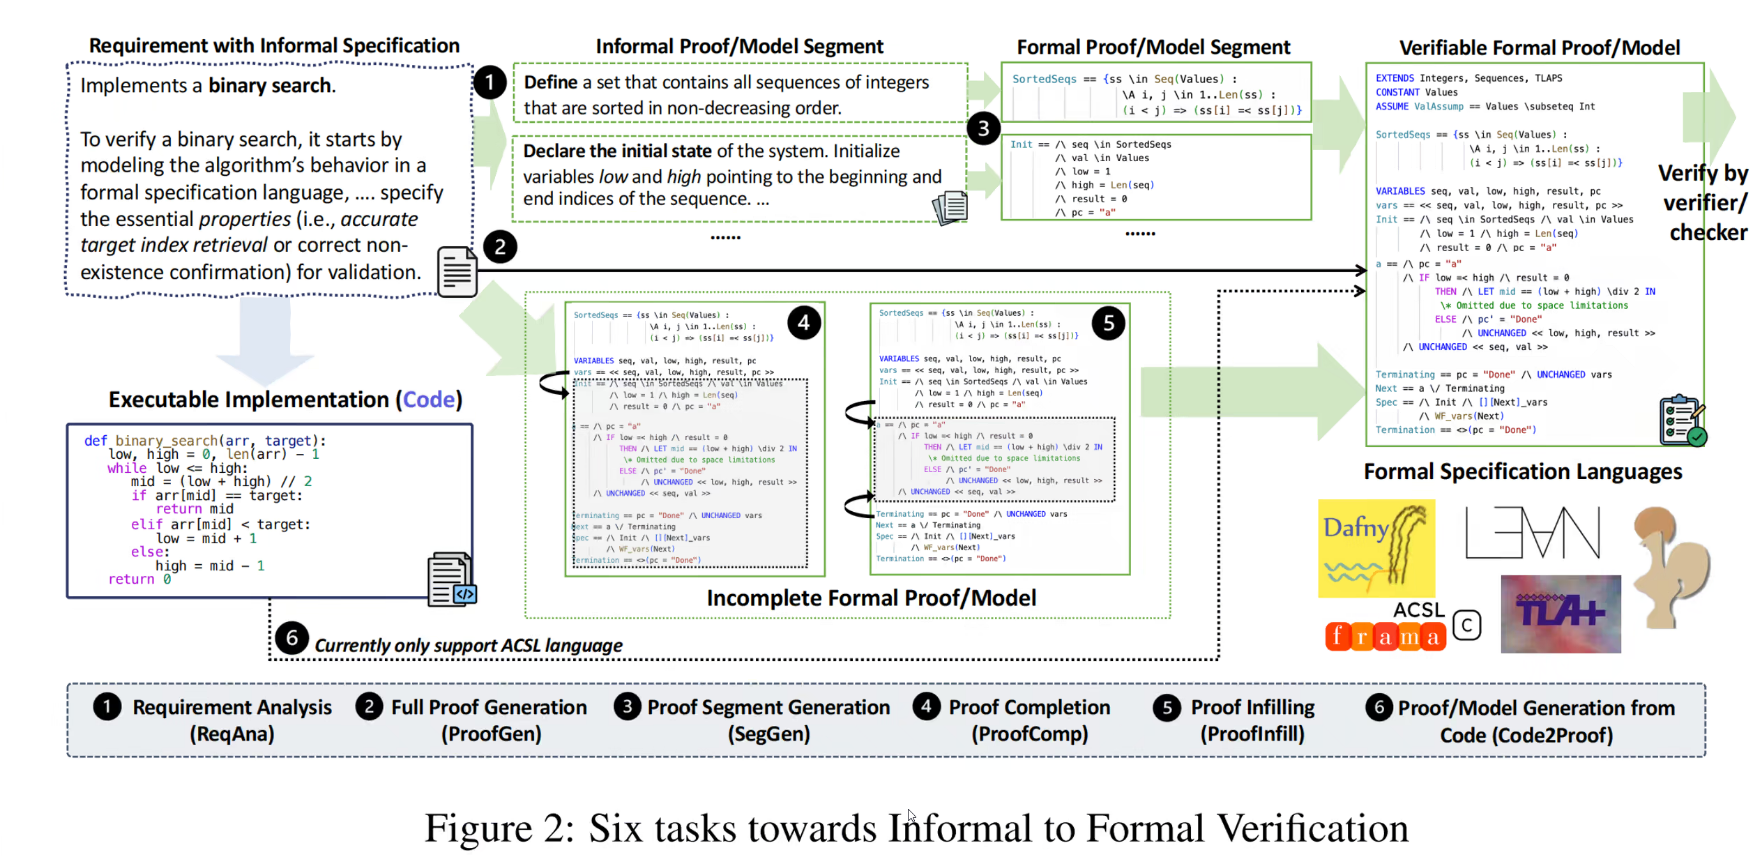 Requirement with Informal Specification
Implements a binary search.
To verify a binary search, it starts by
modeling the algorithm's behavior in a
formal specification language, .... specify
the essential properties (i.e., accurate
target index retrieval or correct non-
existence confirmation) for validation.
Executable Implementation (Code)
def binary_search(arr, target):
low, high = 0, len(arr) - 1
while low <= high:
mid = (low + high) // 2
if arr[mid] == target:
return mid
elif arr[mid] < target:
low = mid + 1
else:
high = mid - 1
return 0
</>
1
Informal Proof/Model Segment
Define a set that contains all sequences of integers
that are sorted in non-decreasing order.
Declare the initial state of the system. Initialize
variables low and high pointing to the beginning and
end indices of the sequence. ...
......
3
Formal Proof/Model Segment
SortedSeqs == {ss \in Seq(Values) :
\A i, j \in 1..Len(ss) :
(i < j) => (ss[i] =< ss[j])}
Init == /\ seq \in SortedSeqs
/\ val \in Values
/\ low = 1
/\ high = Len(seq)
/\ result = 0
/\ pc = "a"
......
2
4
SortedSeqs == {ss \in Seq(Values) :
\A i, j \in 1..Len(ss) :
(i < j) => (ss[i] =< ss[j])}
VARIABLES seq, val, low, high, result, pc
vars == << seq, val, low, high, result, pc >>
Init == /\ seq \in SortedSeqs /\ val \in Values
/\ low = 1 /\ high = Len(seq)
/\ result = 0 /\ pc = "a"
== /\ pc = "a"
/\ IF low =< high /\ result = 0
THEN /\ LET mid == (low + high) \div 2 IN
\* Omitted due to space limitations
ELSE /\ pc' = "Done"
/\ UNCHANGED << low, high, result >>
/\ UNCHANGED << seq, val >>
erminating == pc = "Done" /\ UNCHANGED vars
Next == a \/ Terminating
Spec == /\ Init /\ [][Next]_vars
/\ WF_vars(Next)
Termination == <>(pc = "Done")
5
SortedSeqs == {ss \in Seq(Values) :
\A i, j \in 1..Len(ss) :
(i < j) => (ss[i] =< ss[j])}
VARIABLES seq, val, low, high, result, pc
vars == << seq, val, low, high, result, pc >>
Init == /\ seq \in SortedSeqs /\ val \in Values
/\ low = 1 /\ high = Len(seq)
/\ result = 0 /\ pc = "a"
a == /\ pc = "a"
/\ IF low =< high /\ result = 0
THEN /\ LET mid == (low + high) \div 2 IN
\* Omitted due to space limitations
ELSE /\ pc' = "Done"
/\ UNCHANGED << low, high, result >>
/\ UNCHANGED << seq, val >>
Terminating == pc = "Done" /\ UNCHANGED vars
Next == a \/ Terminating
Spec == /\ Init /\ [][Next]_vars
/\ WF_vars(Next)
Termination == <>(pc = "Done")
Incomplete Formal Proof/Model
6 Currently only support ACSL language
Verifiable Formal Proof/Model
EXTENDS Integers, Sequences, TLAPS
CONSTANT Values
ASSUME ValAssump == Values \subseteq Int
SortedSeqs == {ss \in Seq(Values) :
\A i, j \in 1..Len(ss) :
(i < j) => (ss[i] =< ss[j])}
VARIABLES seq, val, low, high, result, pc
vars == << seq, val, low, high, result, pc >>
Init == /\ seq \in SortedSeqs /\ val \in Values
/\ low = 1 /\ high = Len(seq)
/\ result = 0 /\ pc = "a"
a == /\ pc = "a"
/\ IF low =< high /\ result = 0
THEN /\ LET mid == (low + high) \div 2 IN
\* Omitted due to space limitations
ELSE /\ pc' = "Done"
/\ UNCHANGED << low, high, result >>
/\ UNCHANGED << seq, val >>
Terminating == pc = "Done" /\ UNCHANGED vars
Next == a \/ Terminating
Spec == /\ Init /\ [][Next]_vars
/\ WF_vars(Next)
Termination == <>(pc = "Done")
Verify by
verifier/
checker
Formal Specification Languages
Dafny
LEAN
ACSL
frama C
TLA+
1 Requirement Analysis
(ReqAna)
2 Full Proof Generation
(ProofGen)
3 Proof Segment Generation
(SegGen)
4 Proof Completion
(ProofComp)
5 Proof Infilling
(ProofInfill)
6 Proof/Model Generation from
Code (Code2Proof)
Figure 2: Six tasks towards Informal to Formal Verification